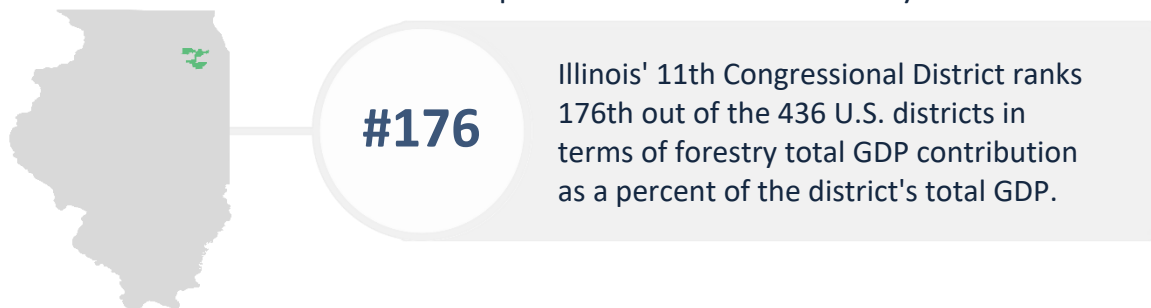 #176
Illinois' 11th Congressional District ranks
176th out of the 436 U.S. districts in
terms of forestry total GDP contribution
as a percent of the district's total GDP.